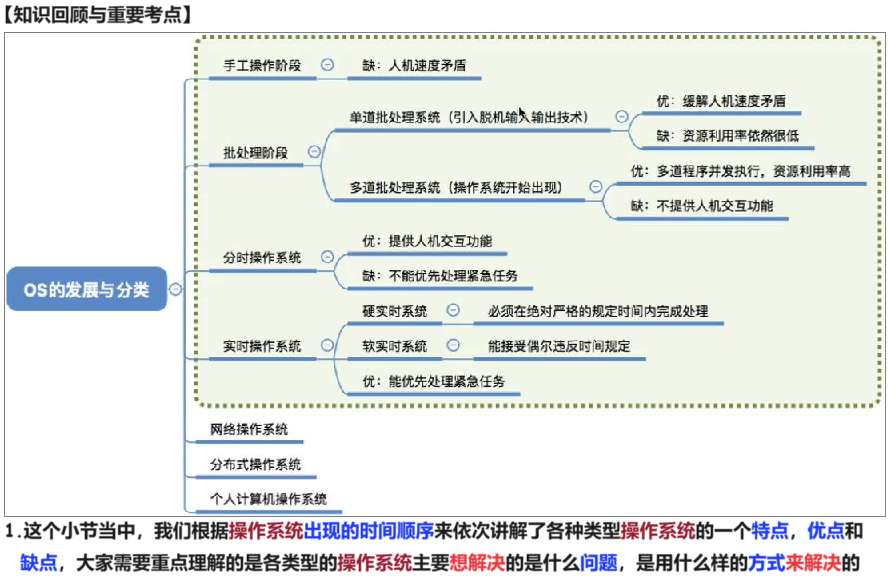 【知识回顾与重要考点】
手工操作阶段
缺：人机速度矛盾
批处理阶段
单道批处理系统（引入脱机输入输出技术）
优：缓解人机速度矛盾
缺：资源利用率依然很低
多道批处理系统（操作系统开始出现）
优：多道程序并发执行，资源利用率高
缺：不提供人机交互功能
OS的发展与分类
分时操作系统
优：提供人机交互功能
缺：不能优先处理紧急任务
实时操作系统
硬实时系统
必须在绝对严格的规定时间内完成处理
软实时系统
能接受偶尔违反时间规定
优：能优先处理紧急任务
网络操作系统
分布式操作系统
个人计算机操作系统
1.这个小节当中，我们根据操作系统出现的时间顺序来依次讲解了各种类型操作系统的一个特点，优点和
缺点，大家需要重点理解的是各类型的操作系统主要想解决的是什么问题，是用什么样的方式来解决的